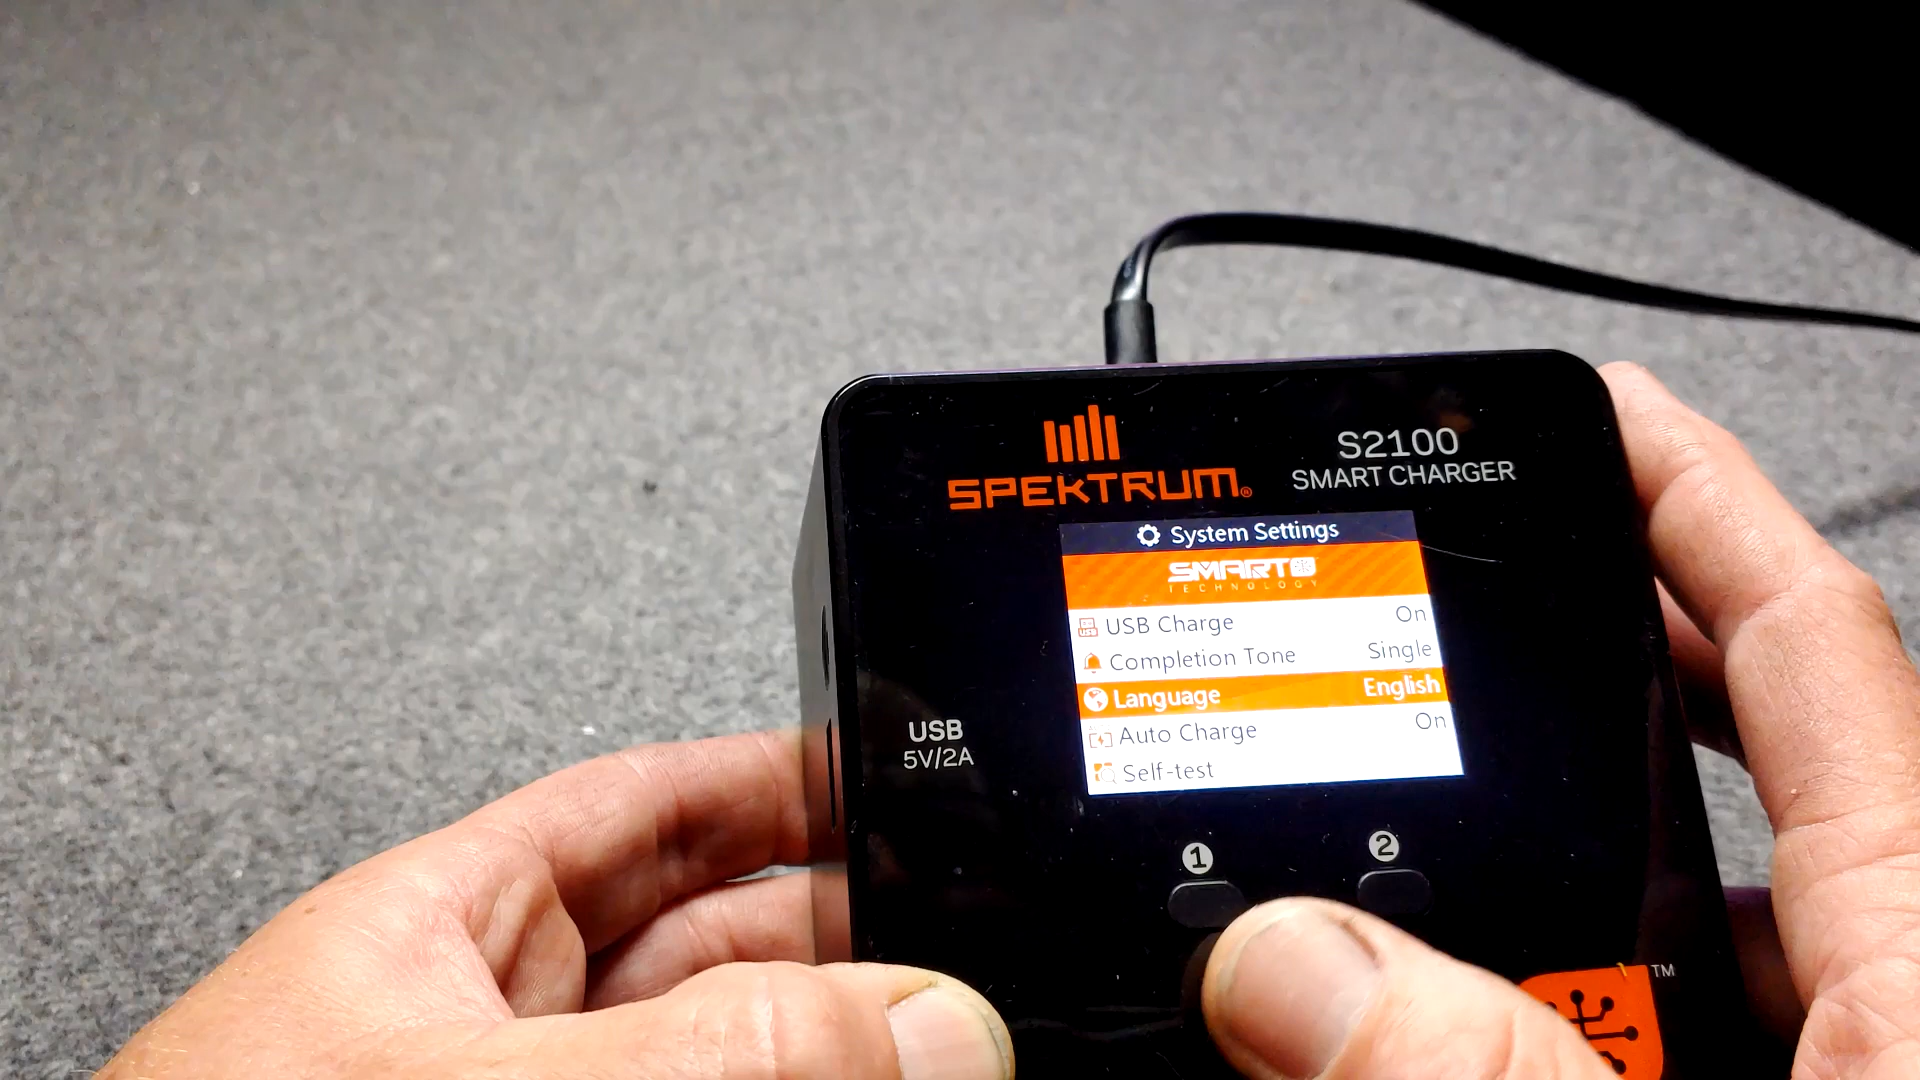 SPEKTRUM®
S2100
SMART CHARGER
System Settings
SMART
TECHNOLOGY
USB Charge On
Completion Tone Single
Language English
Auto Charge On
Self-test
USB
5V/2A
1 2
TM